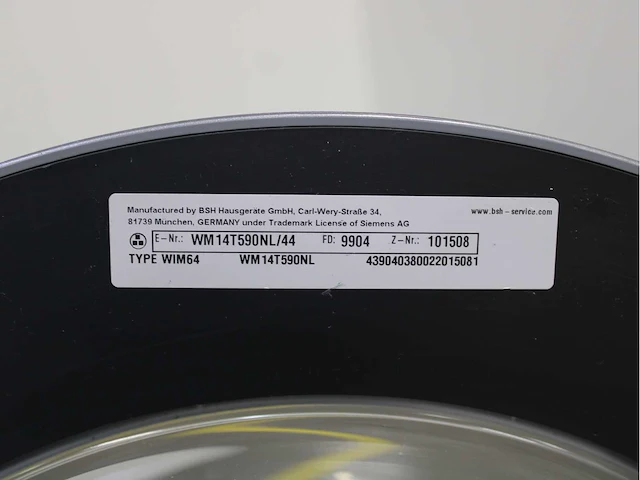 Manufactured by BSH Hausgeräte GmbH, Carl-Wery-Straße 34, www.bsh-service.com
81739 München, GERMANY under Trademark License of Siemens AG
E-Nr.: WM14T590NL/44 FD: 9904 Z-Nr.: 101508
TYPE WIM64 WM14T590NL 439040380022015081